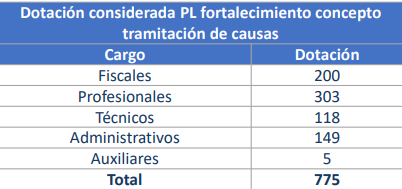 Dotación considerada PL fortalecimiento concepto
tramitación de causas
Cargo Dotación
Fiscales 200
Profesionales 303
Técnicos 118
Administrativos 149
Auxiliares 5
Total 775